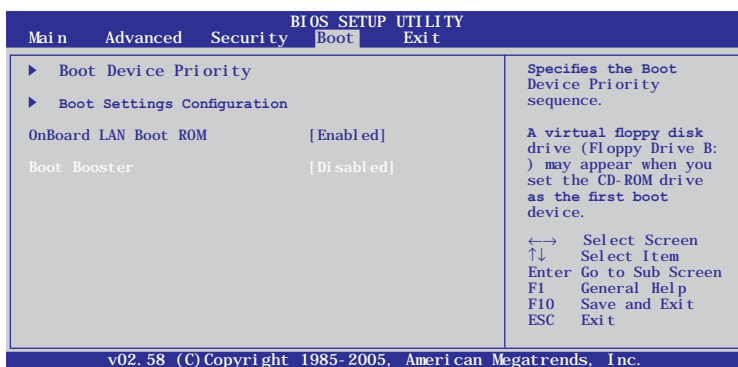 BIOS SETUP UTILITY
Main Advanced Security Boot Exit
Boot Device Priority
Boot Settings Configuration
OnBoard LAN Boot ROM [Enabled]
Boot Booster [Disabled]
Specifies the Boot
Device Priority
sequence.
A virtual floppy disk
drive (Floppy Drive B:
) may appear when you
set the CD-ROM drive
as the first boot
device.
←→ Select Screen
↑↓ Select Item
Enter Go to Sub Screen
F1 General Help
F10 Save and Exit
ESC Exit
v02.58 (C)Copyright 1985-2005, American Megatrends, Inc.